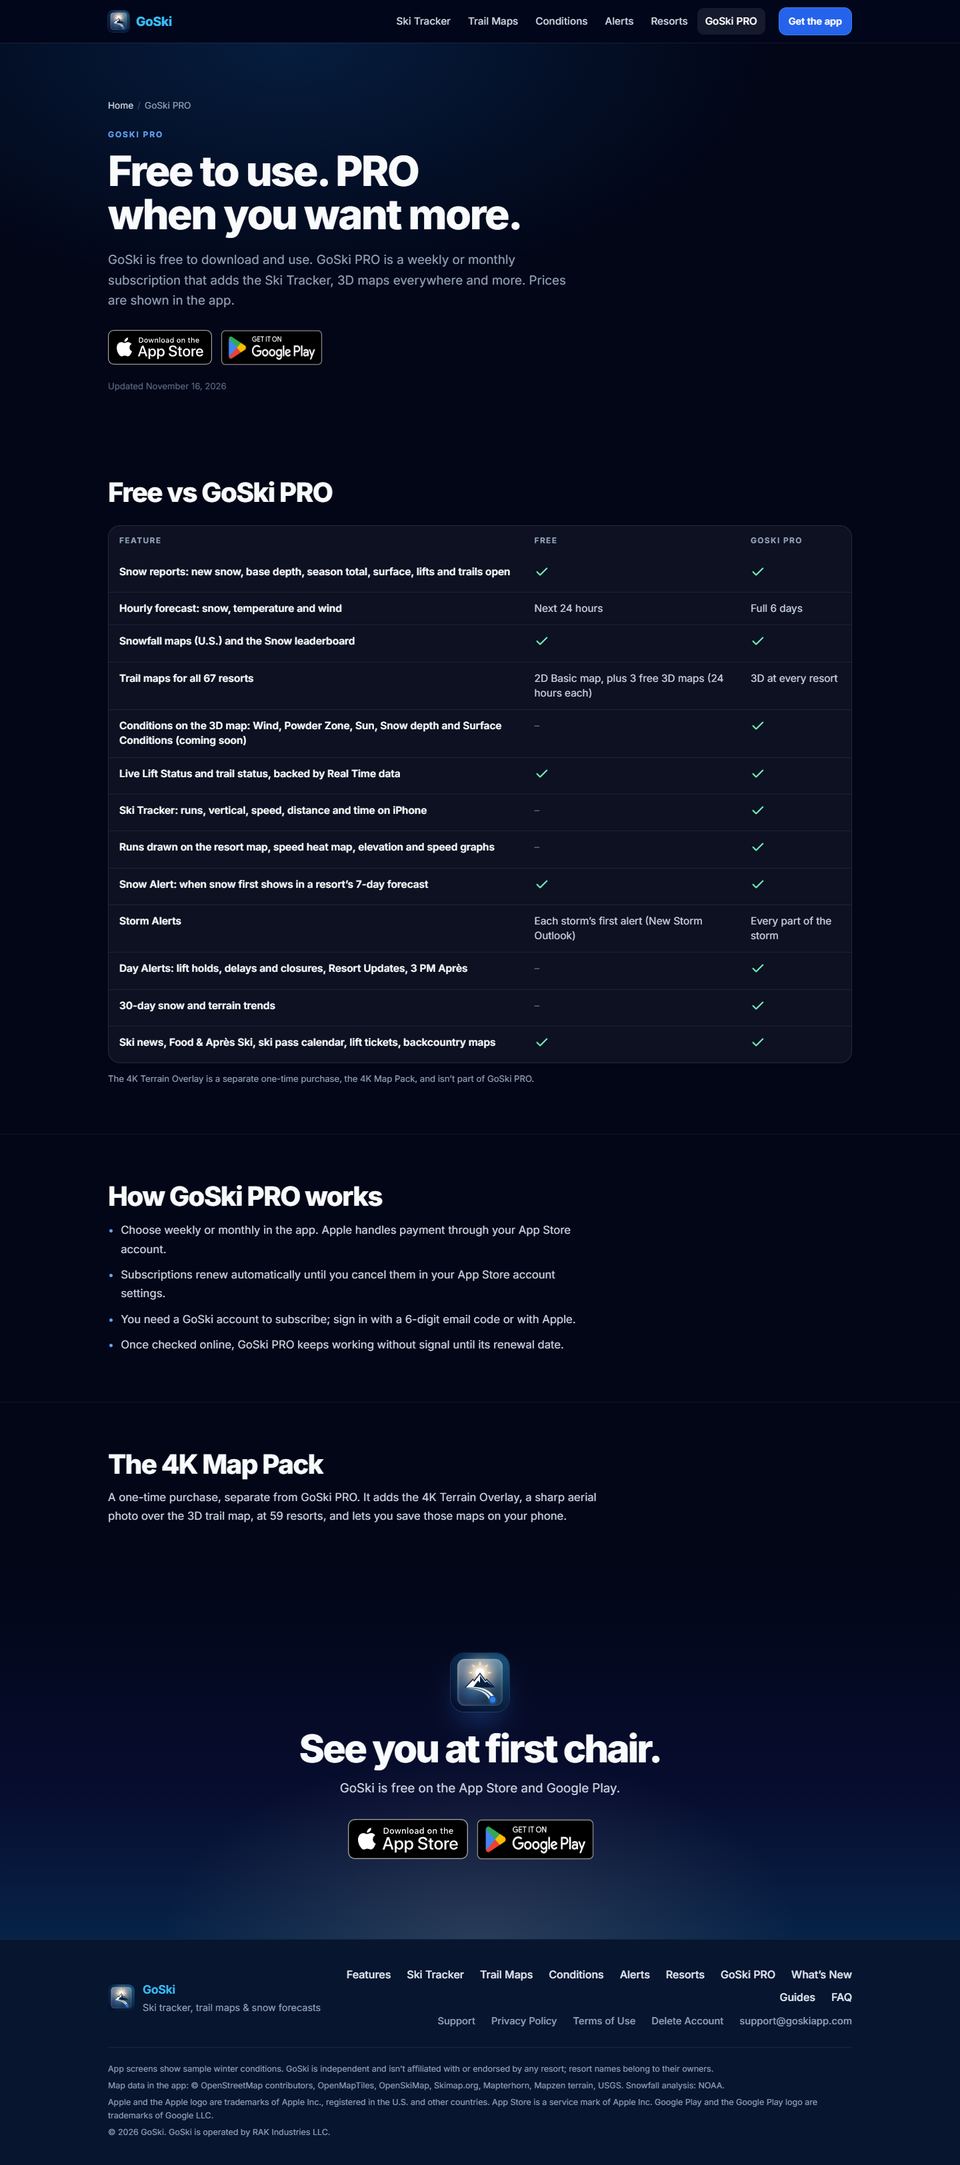 GoSki
Ski Tracker Trail Maps Conditions Alerts Resorts GoSki PRO Get the app
Home / GoSki PRO
GOSKI PRO
Free to use. PRO
when you want more.
GoSki is free to download and use. GoSki PRO is a weekly or monthly
subscription that adds the Ski Tracker, 3D maps everywhere and more. Prices
are shown in the app.
Download on the
App Store
GET IT ON
Google Play
Updated November 16, 2026
Free vs GoSki PRO
FEATURE FREE GOSKI PRO
Snow reports: new snow, base depth, season total, surface, lifts and trails open
Hourly forecast: snow, temperature and wind Next 24 hours Full 6 days
Snowfall maps (U.S.) and the Snow leaderboard
Trail maps for all 67 resorts 2D Basic map, plus 3 free 3D maps (24 3D at every resort
hours each)
Conditions on the 3D map: Wind, Powder Zone, Sun, Snow depth and Surface –
Conditions (coming soon)
Live Lift Status and trail status, backed by Real Time data
Ski Tracker: runs, vertical, speed, distance and time on iPhone –
Runs drawn on the resort map, speed heat map, elevation and speed graphs –
Snow Alert: when snow first shows in a resort’s 7-day forecast
Storm Alerts Each storm’s first alert (New Storm Every part of the
Outlook) storm
Day Alerts: lift holds, delays and closures, Resort Updates, 3 PM Après –
30-day snow and terrain trends –
Ski news, Food & Après Ski, ski pass calendar, lift tickets, backcountry maps
The 4K Terrain Overlay is a separate one-time purchase, the 4K Map Pack, and isn’t part of GoSki PRO.
How GoSki PRO works
• Choose weekly or monthly in the app. Apple handles payment through your App Store
account.
• Subscriptions renew automatically until you cancel them in your App Store account
settings.
• You need a GoSki account to subscribe; sign in with a 6-digit email code or with Apple.
• Once checked online, GoSki PRO keeps working without signal until its renewal date.
The 4K Map Pack
A one-time purchase, separate from GoSki PRO. It adds the 4K Terrain Overlay, a sharp aerial
photo over the 3D trail map, at 59 resorts, and lets you save those maps on your phone.
See you at first chair.
GoSki is free on the App Store and Google Play.
Download on the
App Store
GET IT ON
Google Play
GoSki
Ski tracker, trail maps & snow forecasts
Features Ski Tracker Trail Maps Conditions Alerts Resorts GoSki PRO What’s New
Guides FAQ
Support Privacy Policy Terms of Use Delete Account support@goskiapp.com
App screens show sample winter conditions. GoSki is independent and isn’t affiliated with or endorsed by any resort; resort names belong to their owners.
Map data in the app: © OpenStreetMap contributors, OpenMapTiles, OpenSkiMap, Skimap.org, Mapterhorn, Mapzen terrain, USGS. Snowfall analysis: NOAA.
Apple and the Apple logo are trademarks of Apple Inc., registered in the U.S. and other countries. App Store is a service mark of Apple Inc. Google Play and the Google Play logo are
trademarks of Google LLC.
© 2026 GoSki. GoSki is operated by RAK Industries LLC.